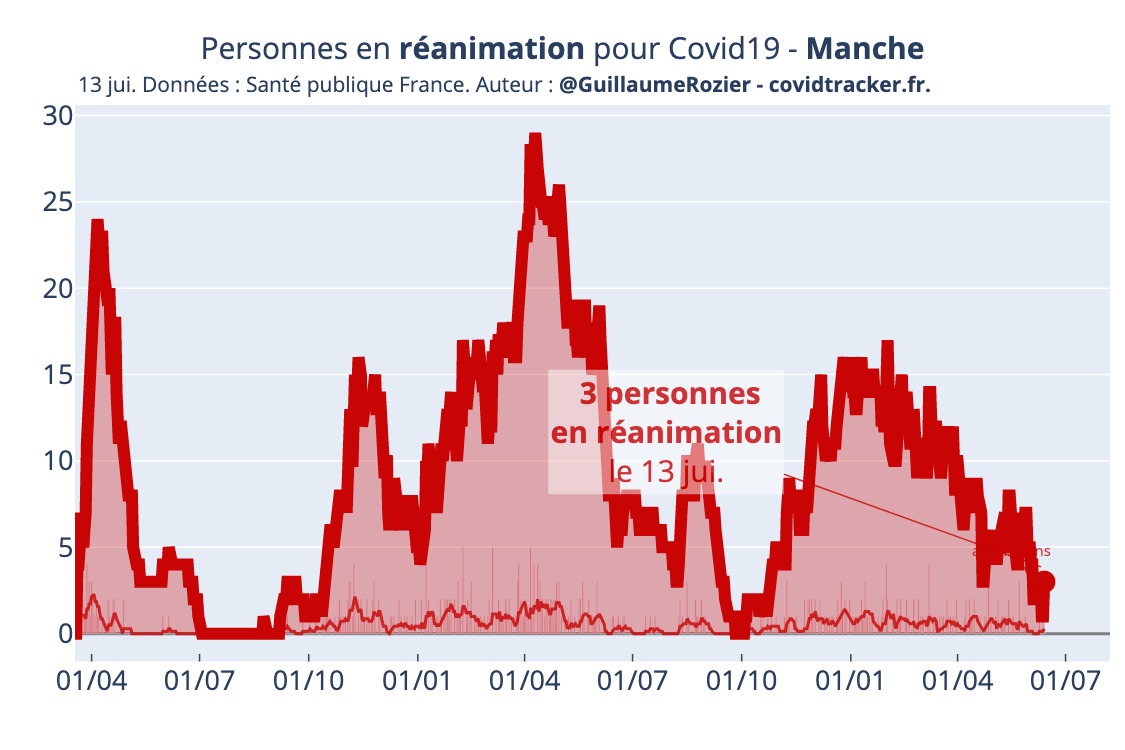 Personnes en réanimation pour Covid19 - Manche
13 jui. Données : Santé publique France. Auteur : @GuillaumeRozier - covidtracker.fr.
30
25
20
15
10
5
0
3 personnes
en réanimation
le 13 jui.
01/04 01/07 01/10 01/01 01/04 01/07 01/10 01/01 01/04 01/07